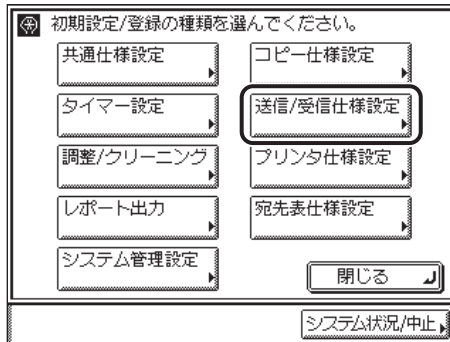 初期設定/登録の種類を選んでください。
共通仕様設定
コピー仕様設定
タイマー設定
送信/受信仕様設定
調整/クリーニング
プリンタ仕様設定
レポート出力
宛先表仕様設定
システム管理設定
閉じる
システム状況/中止